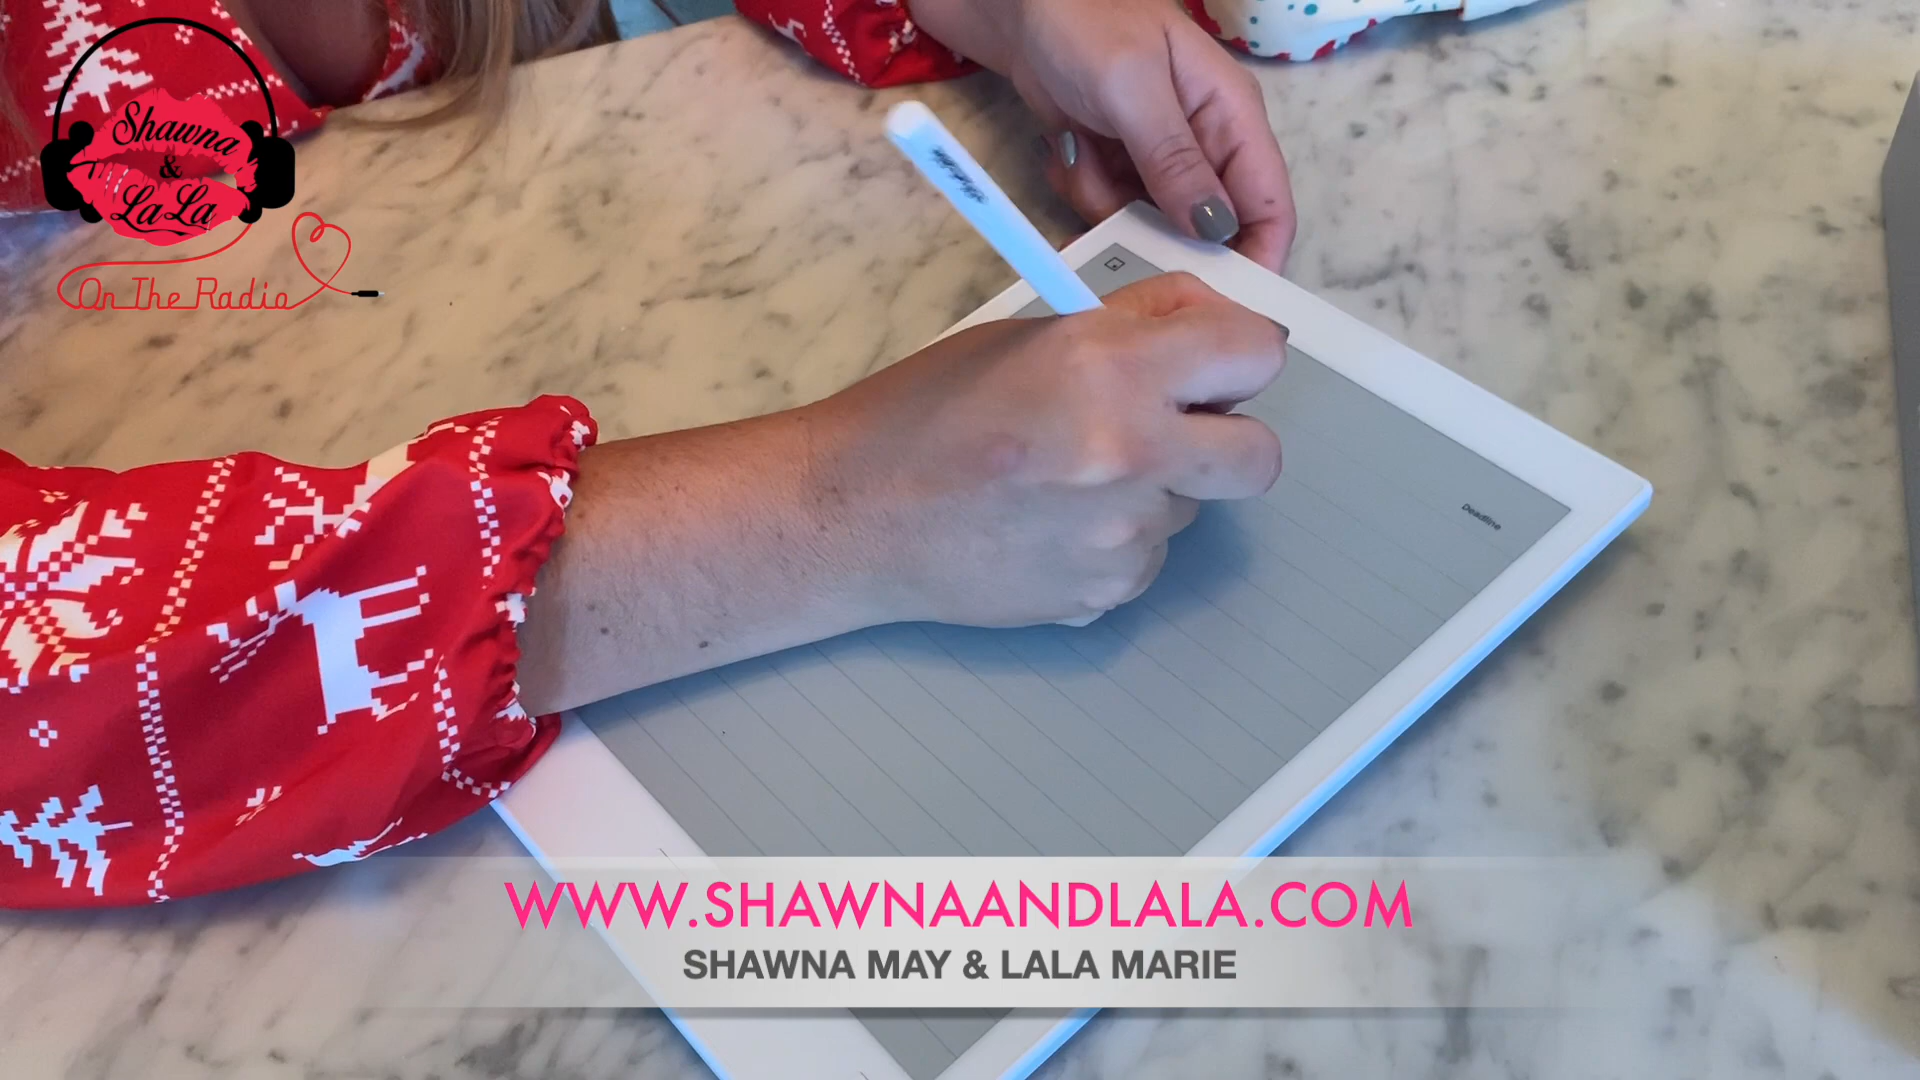 Shawna
&
LaLa
On The Radio
Deadline
WWW.SHAWNAANDLALA.COM
SHAWNA MAY & LALA MARIE